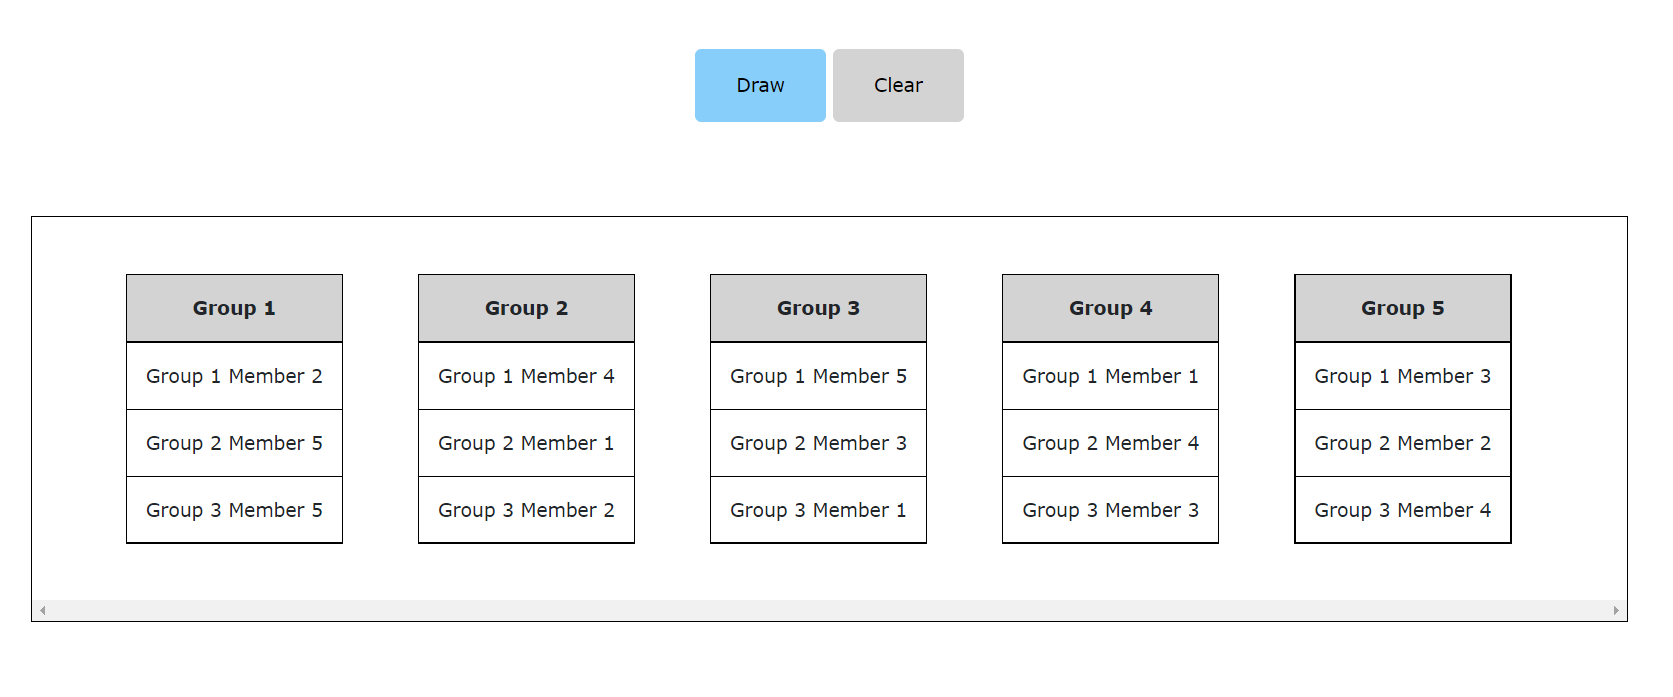 Draw
Clear
Group 1
Group 1 Member 2
Group 2 Member 5
Group 3 Member 5
Group 2
Group 1 Member 4
Group 2 Member 1
Group 3 Member 2
Group 3
Group 1 Member 5
Group 2 Member 3
Group 3 Member 1
Group 4
Group 1 Member 1
Group 2 Member 4
Group 3 Member 3
Group 5
Group 1 Member 3
Group 2 Member 2
Group 3 Member 4